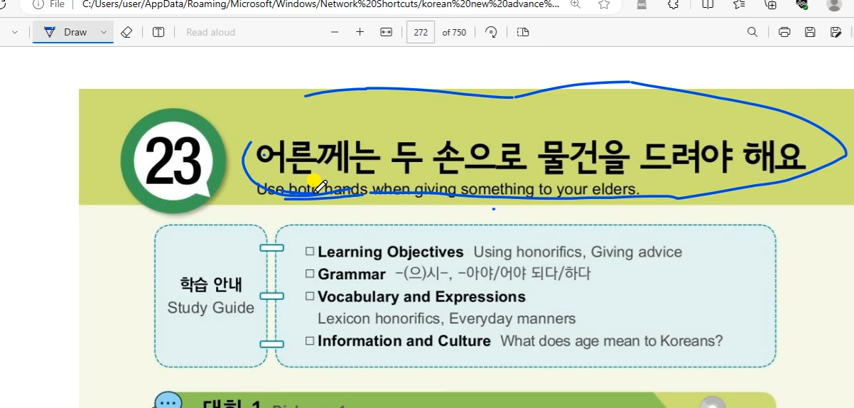 File C:/Users/user/AppData/Roaming/Microsoft/Windows/Network%20Shortcuts/korean%20new%20advance%...
Draw Read aloud 272 of 750
23 어른께는 두 손으로 물건을 드려야 해요
Use both hands when giving something to your elders.
학습 안내
Study Guide
□ Learning Objectives Using honorifics, Giving advice
□ Grammar -(으)시-, -아야/어야 되다/하다
□ Vocabulary and Expressions
Lexicon honorifics, Everyday manners
□ Information and Culture What does age mean to Koreans?
대화 1 Dialogue 1